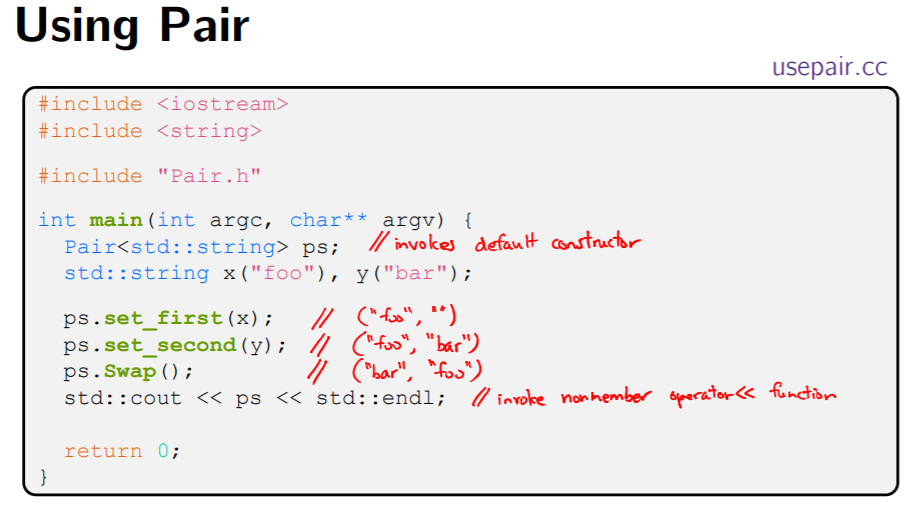 Using Pair
usepair.cc
#include <iostream>
#include <string>
#include "Pair.h"
int main(int argc, char** argv) {
Pair<std::string> ps; // invokes default constructor
std::string x("foo"), y("bar");
ps.set_first(x); // ("foo", "")
ps.set_second(y); // ("foo", "bar")
ps.Swap(); // ("bar", "foo")
std::cout << ps << std::endl; // invoke nonmember operator<< function
return 0;
}